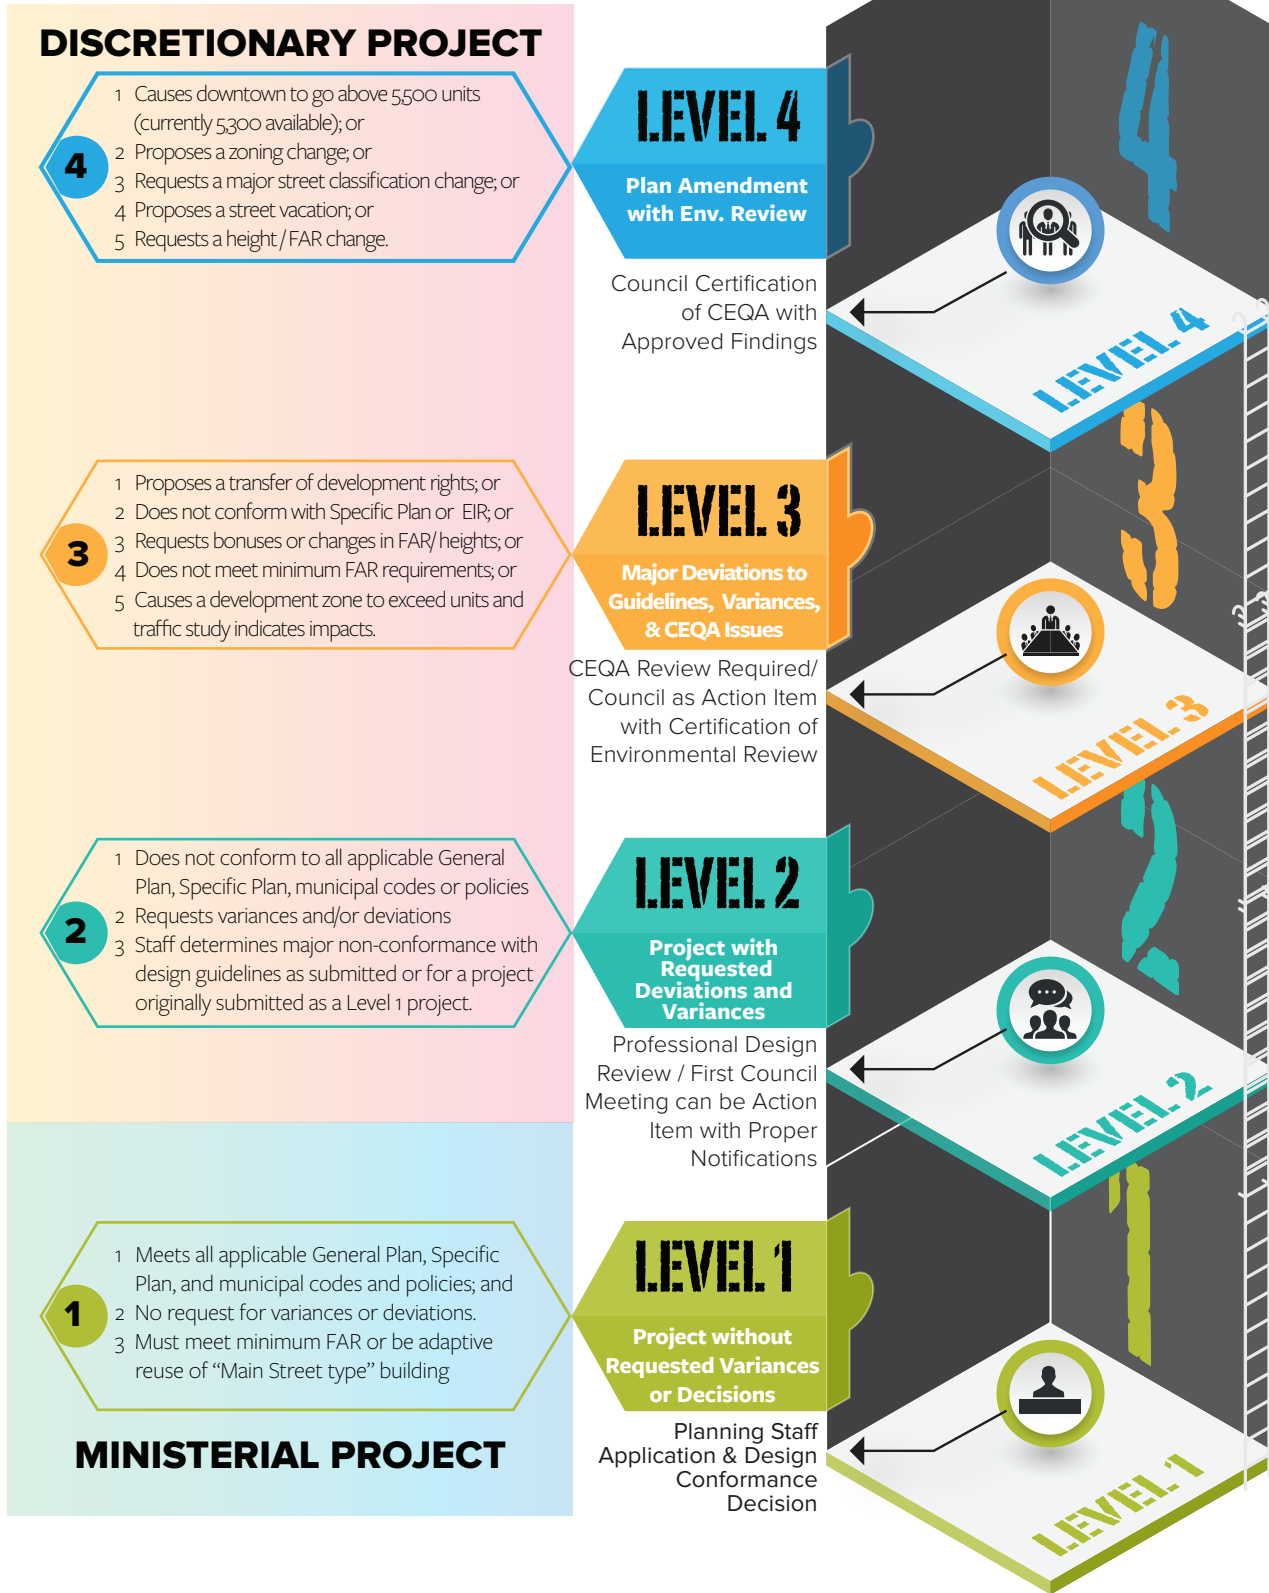 DISCRETIONARY PROJECT
4
1 Causes downtown to go above 5,500 units
(currently 5,300 available); or
2 Proposes a zoning change; or
3 Requests a major street classification change; or
4 Proposes a street vacation; or
5 Requests a height / FAR change.
LEVEL 4
Plan Amendment
with Env. Review
Council Certification
of CEQA with
Approved Findings
4
LEVEL 4
3
1 Proposes a transfer of development rights; or
2 Does not conform with Specific Plan or EIR; or
3 Requests bonuses or changes in FAR/ heights; or
4 Does not meet minimum FAR requirements; or
5 Causes a development zone to exceed units and
traffic study indicates impacts.
LEVEL 3
Major Deviations to
Guidelines, Variances,
& CEQA Issues
CEQA Review Required/
Council as Action Item
with Certification of
Environmental Review
3
LEVEL 3
2
1 Does not conform to all applicable General
Plan, Specific Plan, municipal codes or policies
2 Requests variances and/or deviations
3 Staff determines major non-conformance with
design guidelines as submitted or for a project
originally submitted as a Level 1 project.
LEVEL 2
Project with
Requested
Deviations and
Variances
Professional Design
Review / First Council
Meeting can be Action
Item with Proper
Notifications
2
LEVEL 2
1
1 Meets all applicable General Plan, Specific
Plan, and municipal codes and policies; and
2 No request for variances or deviations.
3 Must meet minimum FAR or be adaptive
reuse of “Main Street type” building
LEVEL 1
Project without
Requested Variances
or Decisions
Planning Staff
Application & Design
Conformance
Decision
1
LEVEL 1
MINISTERIAL PROJECT